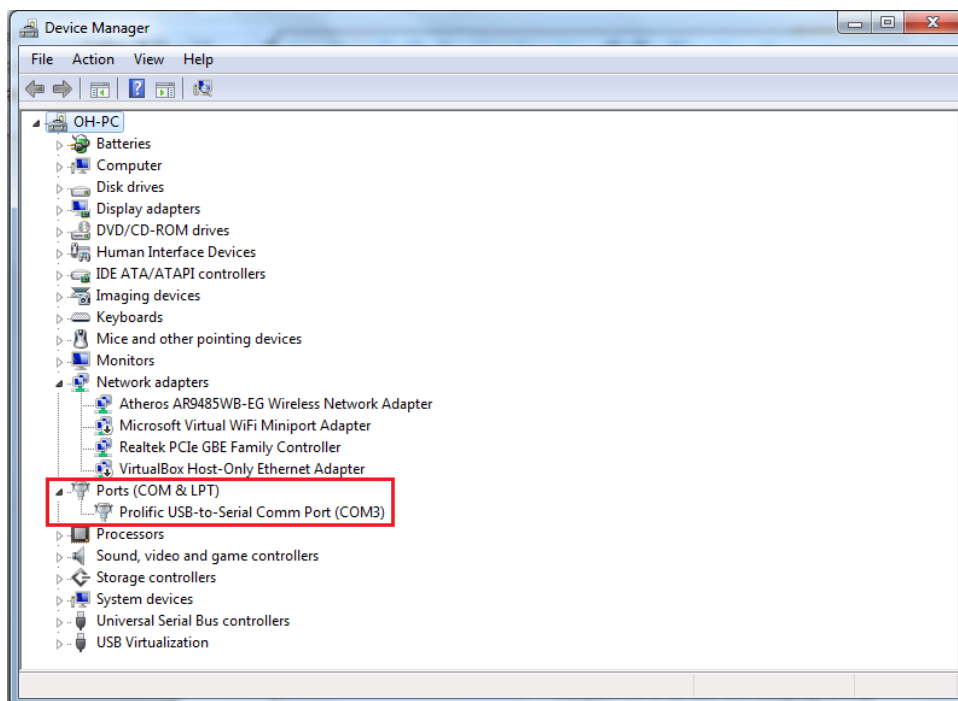 Device Manager
File Action View Help
OH-PC
Batteries
Computer
Disk drives
Display adapters
DVD/CD-ROM drives
Human Interface Devices
IDE ATA/ATAPI controllers
Imaging devices
Keyboards
Mice and other pointing devices
Monitors
Network adapters
Atheros AR9485WB-EG Wireless Network Adapter
Microsoft Virtual WiFi Miniport Adapter
Realtek PCIe GBE Family Controller
VirtualBox Host-Only Ethernet Adapter
Ports (COM & LPT)
Prolific USB-to-Serial Comm Port (COM3)
Processors
Sound, video and game controllers
Storage controllers
System devices
Universal Serial Bus controllers
USB Virtualization